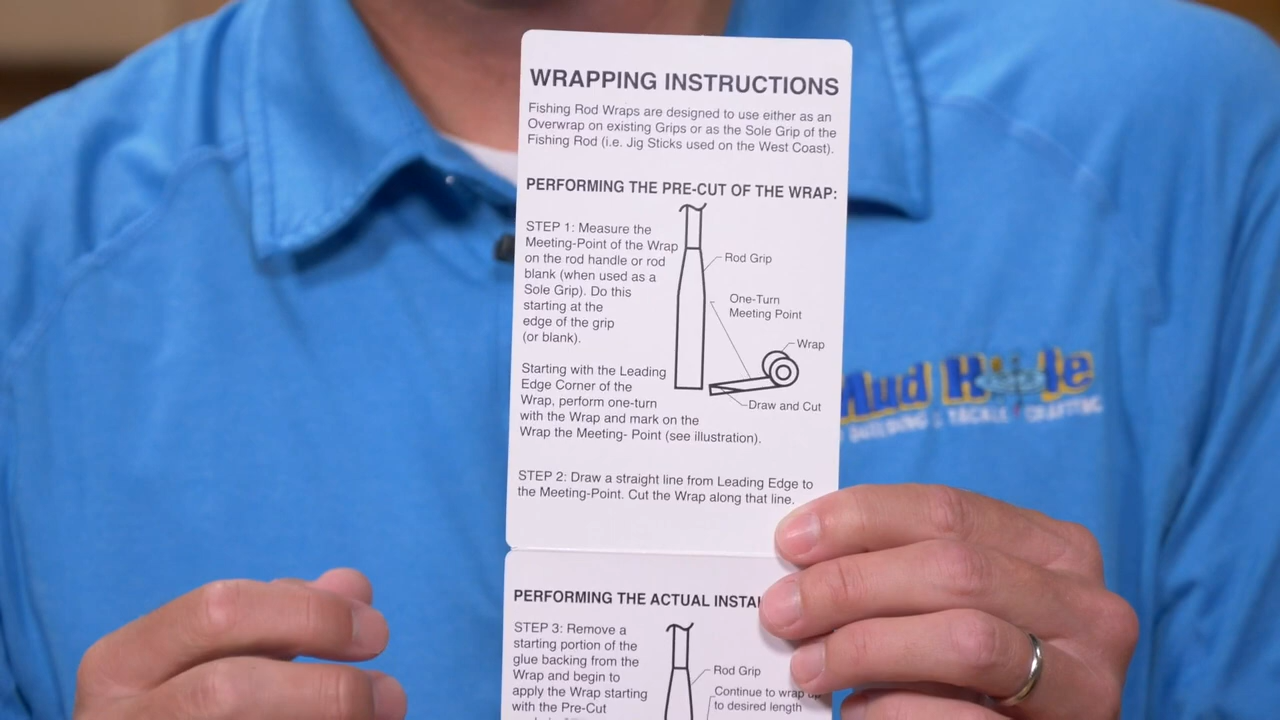 WRAPPING INSTRUCTIONS
Fishing Rod Wraps are designed to use either as an
Overwrap on existing Grips or as the Sole Grip of the
Fishing Rod (i.e. Jig Sticks used on the West Coast).
PERFORMING THE PRE-CUT OF THE WRAP:
STEP 1: Measure the
Meeting-Point of the Wrap
on the rod handle or rod
blank (when used as a
Sole Grip). Do this
starting at the
edge of the grip
(or blank).
Rod Grip
One-Turn
Meeting Point
Wrap
Draw and Cut
Starting with the Leading
Edge Corner of the
Wrap, perform one-turn
with the Wrap and mark on the
Wrap the Meeting- Point (see illustration).
STEP 2: Draw a straight line from Leading Edge to
the Meeting-Point. Cut the Wrap along that line.
PERFORMING THE ACTUAL
STEP 3: Remove a
starting portion of the
glue backing from the
Wrap and begin to
apply the Wrap starting
with the Pre-Cut
Rod Grip
Continue to wrap up
to desired length
Mud Hole
BUILDING & TACKLE CRAFTING